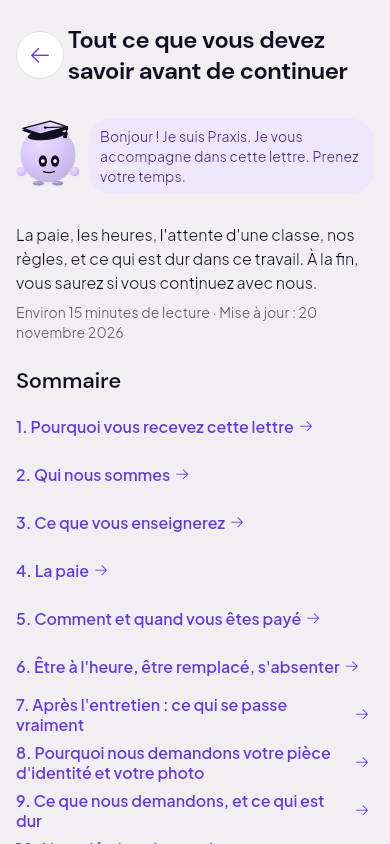 Tout ce que vous devez
savoir avant de continuer
Bonjour ! Je suis Praxis. Je vous
accompagne dans cette lettre. Prenez
votre temps.
La paie, les heures, l'attente d'une classe, nos
règles, et ce qui est dur dans ce travail. À la fin,
vous saurez si vous continuez avec nous.
Environ 15 minutes de lecture · Mise à jour : 20
novembre 2026
Sommaire
1. Pourquoi vous recevez cette lettre →
2. Qui nous sommes →
3. Ce que vous enseignerez →
4. La paie →
5. Comment et quand vous êtes payé →
6. Être à l'heure, être remplacé, s'absenter →
7. Après l'entretien : ce qui se passe
vraiment →
8. Pourquoi nous demandons votre pièce
d'identité et votre photo →
9. Ce que nous demandons, et ce qui est
dur →